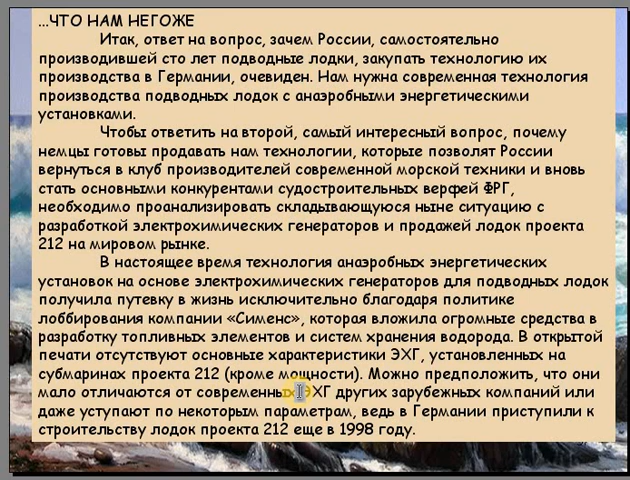 ...ЧТО НАМ НЕГОЖЕ
Итак, ответ на вопрос, зачем России, самостоятельно
производившей сто лет подводные лодки, закупать технологию их
производства в Германии, очевиден. Нам нужна современная технология
производства подводных лодок с анаэробными энергетическими
установками.
Чтобы ответить на второй, самый интересный вопрос, почему
немцы готовы продавать нам технологии, которые позволят России
вернуться в клуб производителей современной морской техники и вновь
стать основными конкурентами судостроительных верфей ФРГ,
необходимо проанализировать складывающуюся ныне ситуацию с
разработкой электрохимических генераторов и продажей лодок проекта
212 на мировом рынке.
В настоящее время технология анаэробных энергетических
установок на основе электрохимических генераторов для подводных лодок
получила путевку в жизнь исключительно благодаря политике
лоббирования компании «Сименс», которая вложила огромные средства в
разработку топливных элементов и систем хранения водорода. В открытой
печати отсутствуют основные характеристики ЭХГ, установленных на
субмаринах проекта 212 (кроме мощности). Можно предположить, что они
мало отличаются от современных ЭХГ других зарубежных компаний или
даже уступают по некоторым параметрам, ведь в Германии приступили к
строительству лодок проекта 212 еще в 1998 году.